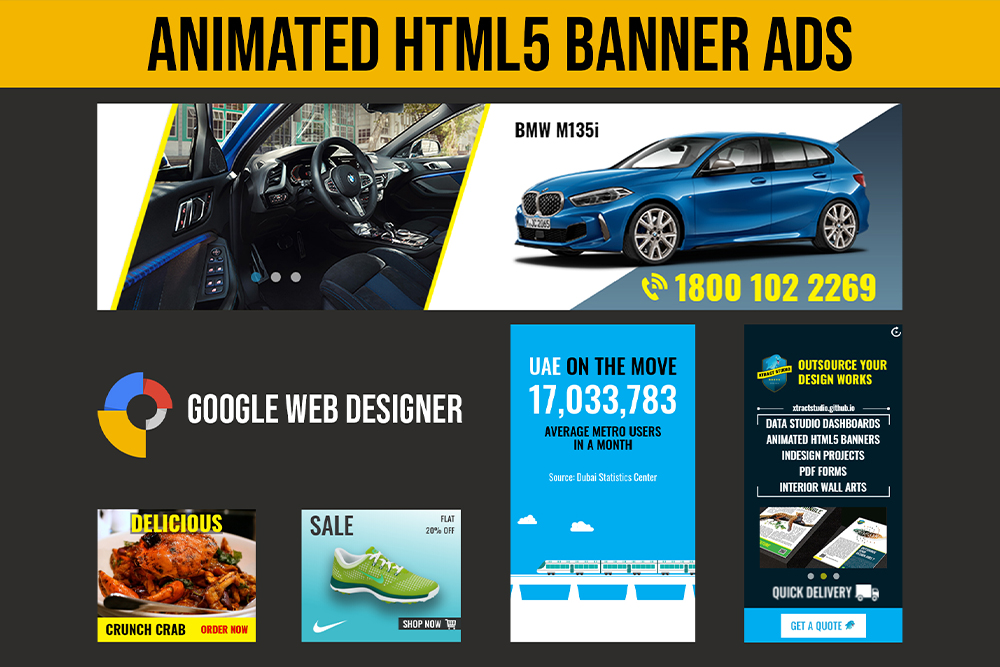 ANIMATED HTML5 BANNER ADS
BMW M135i
1800 102 2269
GOOGLE WEB DESIGNER
UAE ON THE MOVE
17,033,783
AVERAGE METRO USERS
IN A MONTH
Source: Dubai Statistics Center
XTRACT STUDIO
OUTSOURCE YOUR
DESIGN WORKS
xtractstudio.github.io
DATA STUDIO DASHBOARDS
ANIMATED HTML5 BANNERS
INDESIGN PROJECTS
PDF FORMS
INTERIOR WALL ARTS
QUICK DELIVERY
GET A QUOTE
DELICIOUS
CRUNCH CRAB
ORDER NOW
SALE
FLAT
20% OFF
SHOP NOW